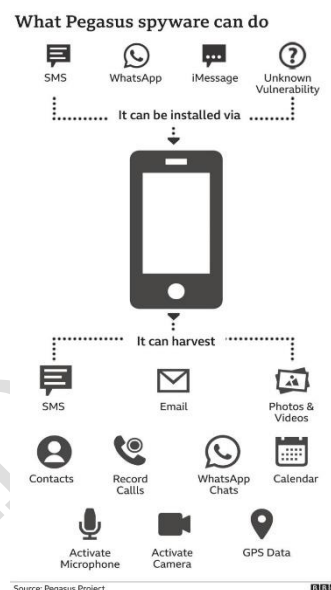 What Pegasus spyware can do
SMS
WhatsApp
iMessage
Unknown
Vulnerability
It can be installed via
It can harvest
SMS
Email
Photos &
Videos
Contacts
Record
Callls
WhatsApp
Chats
Calendar
Activate
Microphone
Activate
Camera
GPS Data
Source: Pegasus Project
BBC